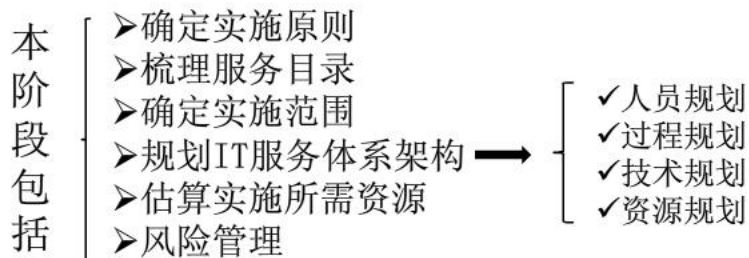 本阶段包括
➢确定实施原则
➢梳理服务目录
➢确定实施范围
➢规划IT服务体系架构
➢估算实施所需资源
➢风险管理
✓人员规划
✓过程规划
✓技术规划
✓资源规划